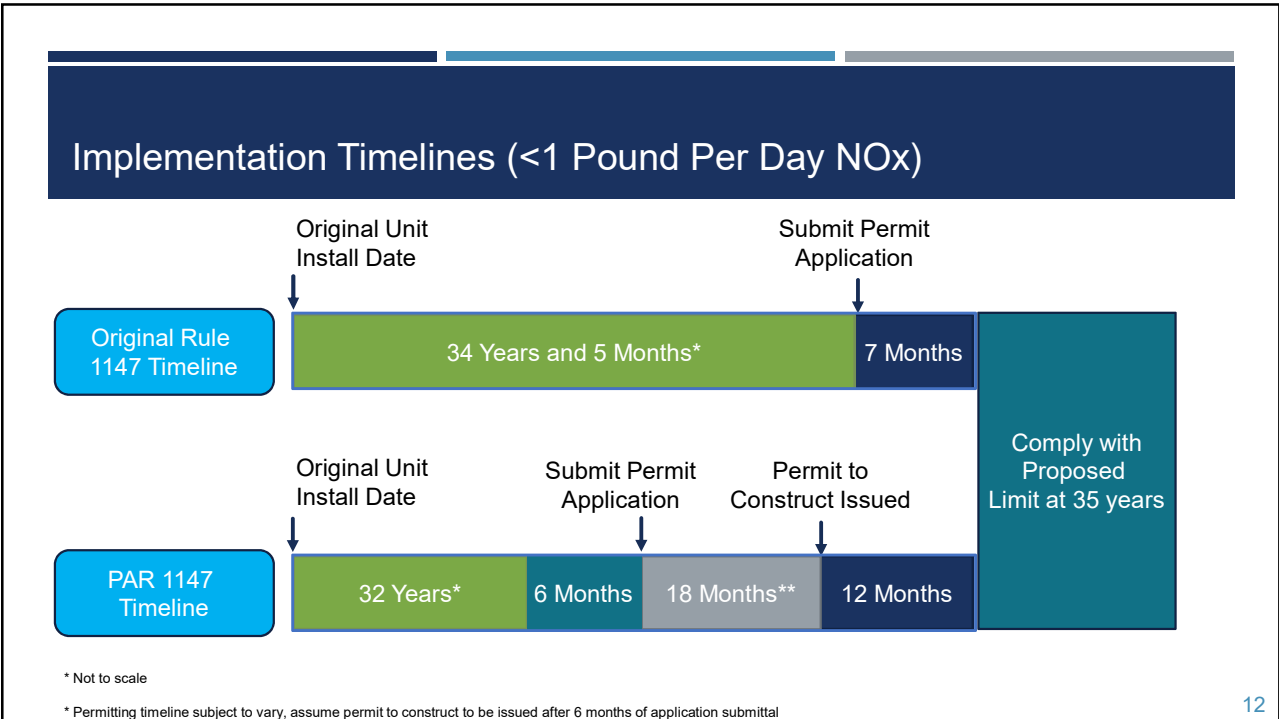 Implementation Timelines (<1 Pound Per Day NOx)
Original Unit
Install Date
Submit Permit
Application
Original Rule
1147 Timeline
34 Years and 5 Months*
7 Months
Comply with
Proposed
Limit at 35 years
Original Unit
Install Date
Submit Permit
Application
Permit to
Construct Issued
PAR 1147
Timeline
32 Years*
6 Months
18 Months**
12 Months
* Not to scale
* Permitting timeline subject to vary, assume permit to construct to be issued after 6 months of application submittal
12